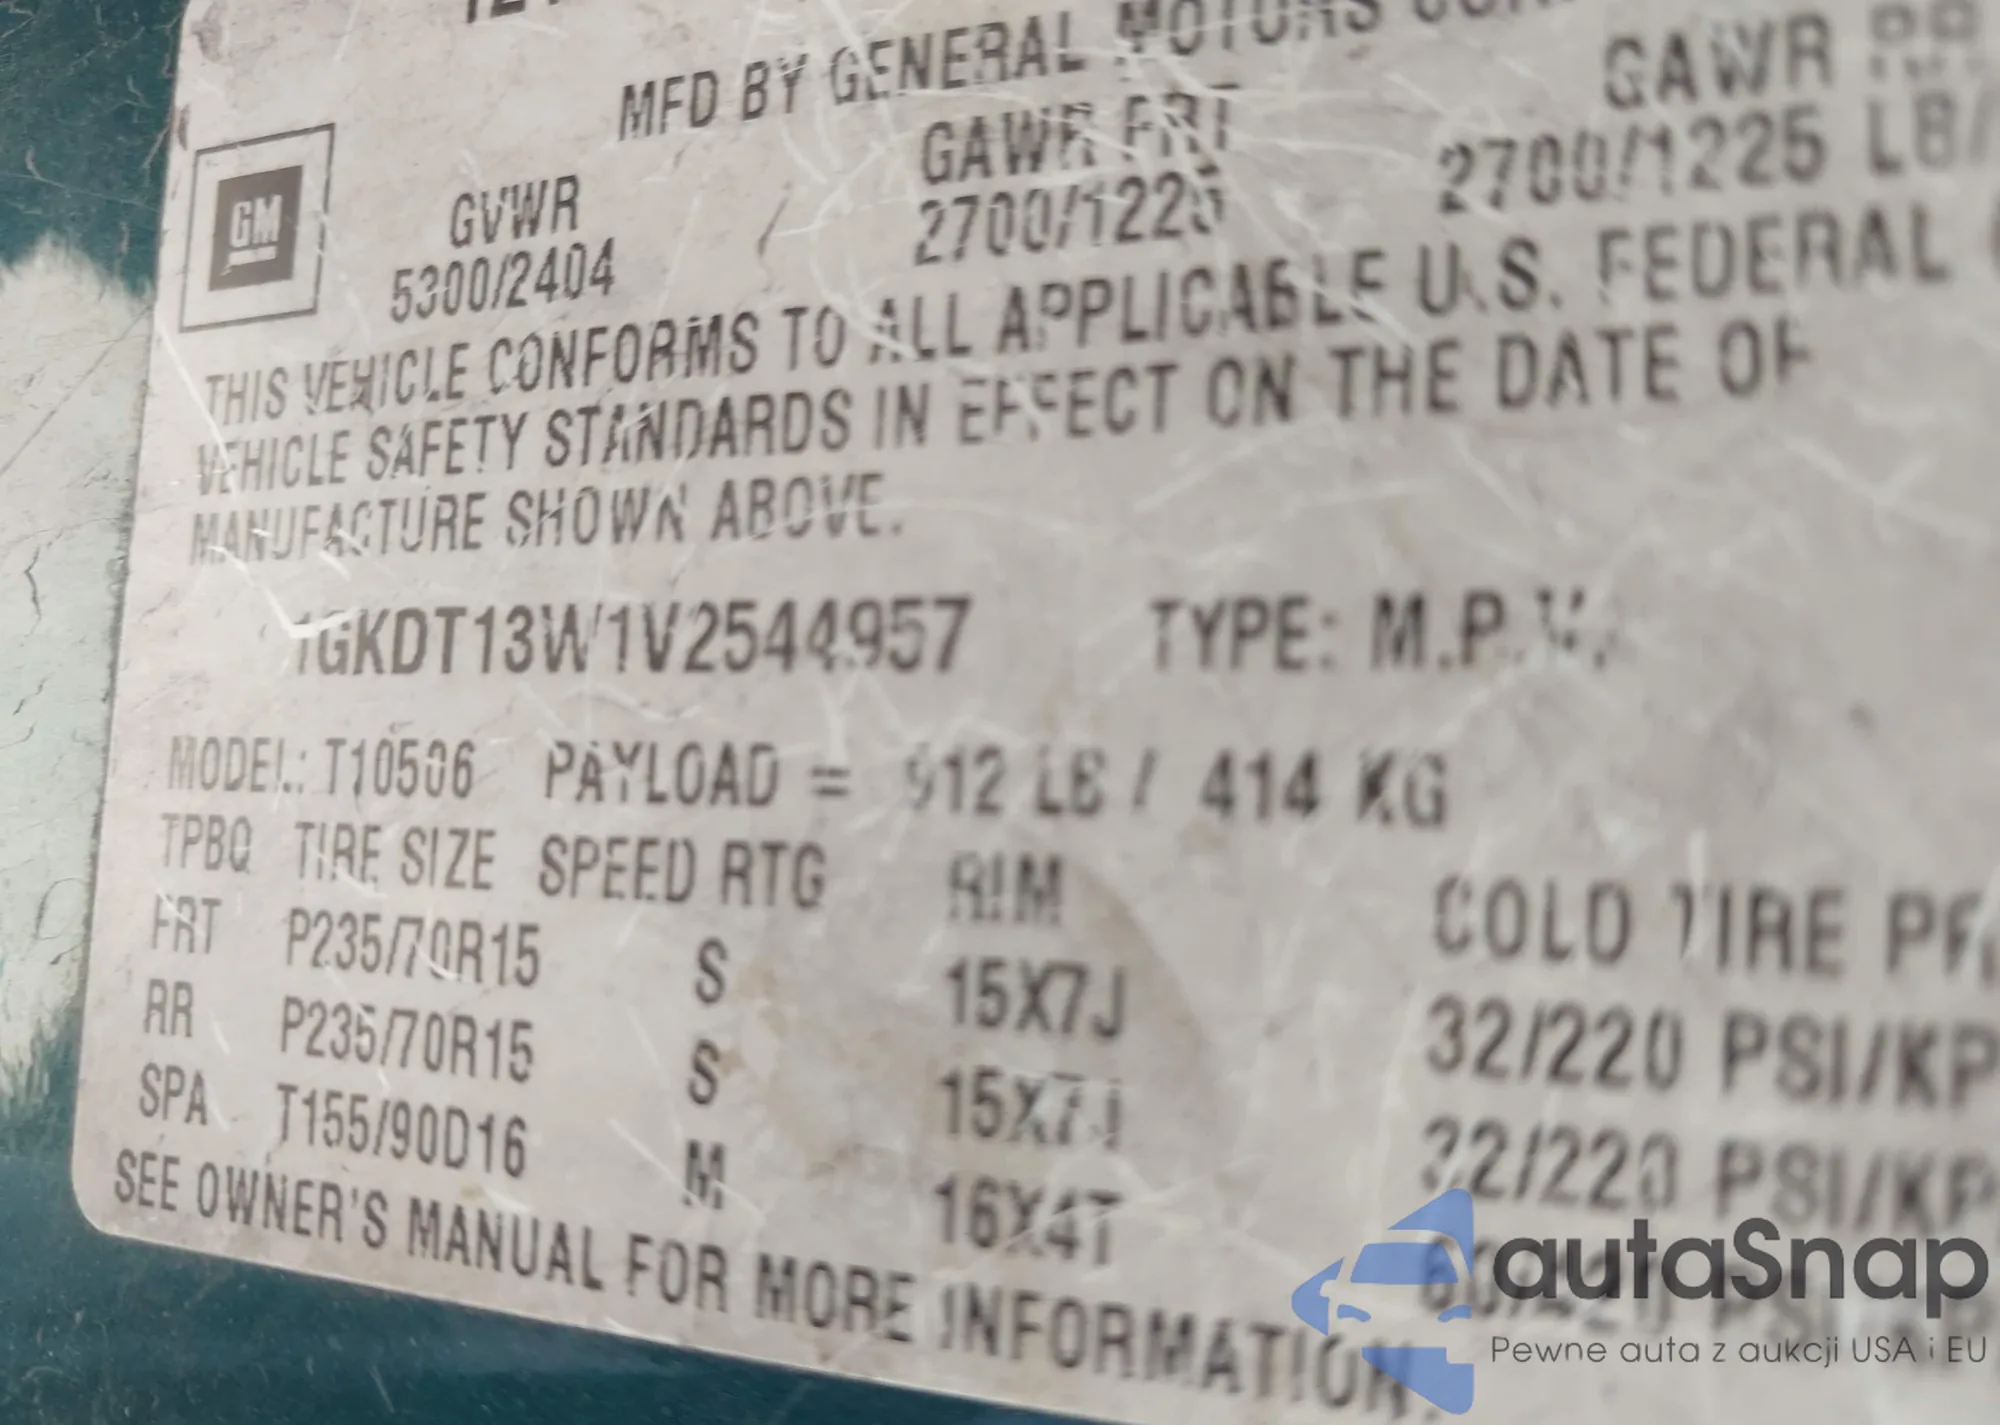 MFD BY GENERAL MOTORS
GM
GVWR GAWR FRT GAWR RR
5300/2404 2700/1225 2700/1225 LB/
THIS VEHICLE CONFORMS TO ALL APPLICABLE U.S. FEDERAL
VEHICLE SAFETY STANDARDS IN EFFECT ON THE DATE OF
MANUFACTURE SHOWN ABOVE.
1GKDT13W1V2544957 TYPE: M.P.V.
MODEL: T10506 PAYLOAD = 912 LB / 414 KG
TPBQ TIRE SIZE SPEED RTG RIM COLD TIRE
FRT P235/70R15 S 15X7J 32/220 PSI/KP
RR P235/70R15 S 15X7J 32/220 PSI/KP
SPA T155/90D16 M 16X4T
SEE OWNER'S MANUAL FOR MORE INFORMATION.
autaSnap
Pewne auta z aukcji USA i EU